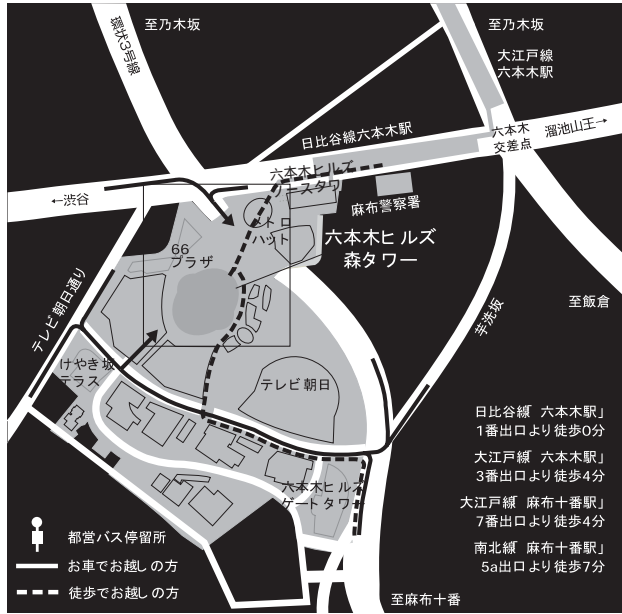 環状3号線
至乃木坂
至乃木坂
大江戸線
六本木駅
日比谷線六本木駅
六本木
交差点
溜池山王→
六本木ヒルズ
ノースタワー
←渋谷
麻布警察署
メトロ
ハット
六本木ヒルズ
森タワー
66
プラザ
テレビ朝日通り
至飯倉
芋洗坂
けやき坂
テラス
テレビ朝日
日比谷線「六本木駅」
1番出口より徒歩0分
大江戸線「六本木駅」
3番出口より徒歩4分
大江戸線「麻布十番駅」
7番出口より徒歩4分
南北線「麻布十番駅」
5a出口より徒歩7分
六本木ヒルズ
ゲートタワー
都営バス停留所
お車でお越しの方
徒歩でお越しの方
至麻布十番